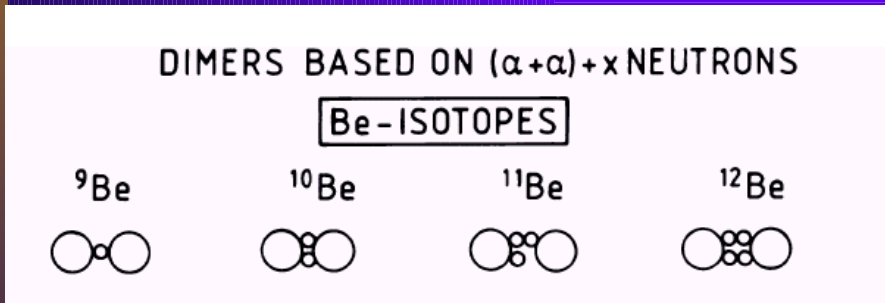 DIMERS BASED ON (α+α)+x NEUTRONS
Be-ISOTOPES
⁹Be ¹⁰Be ¹¹Be ¹²Be